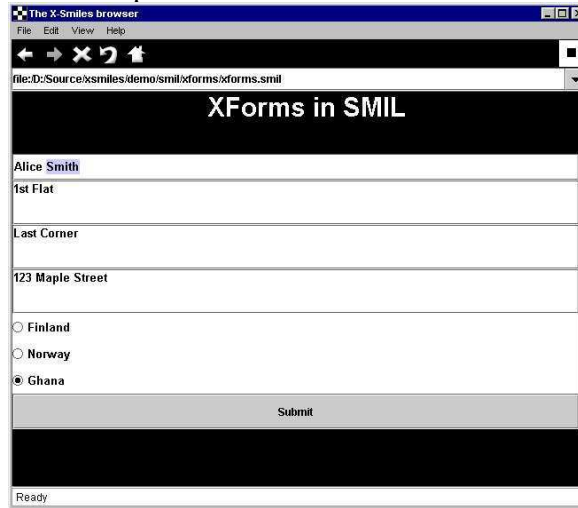 The X-Smiles browser
File Edit View Help
file:/D:/Source/xsmiles/demo/smil/xforms/xforms.smil
XForms in SMIL
Alice Smith
1st Flat
Last Corner
123 Maple Street
Finland
Norway
Ghana
Submit
Ready